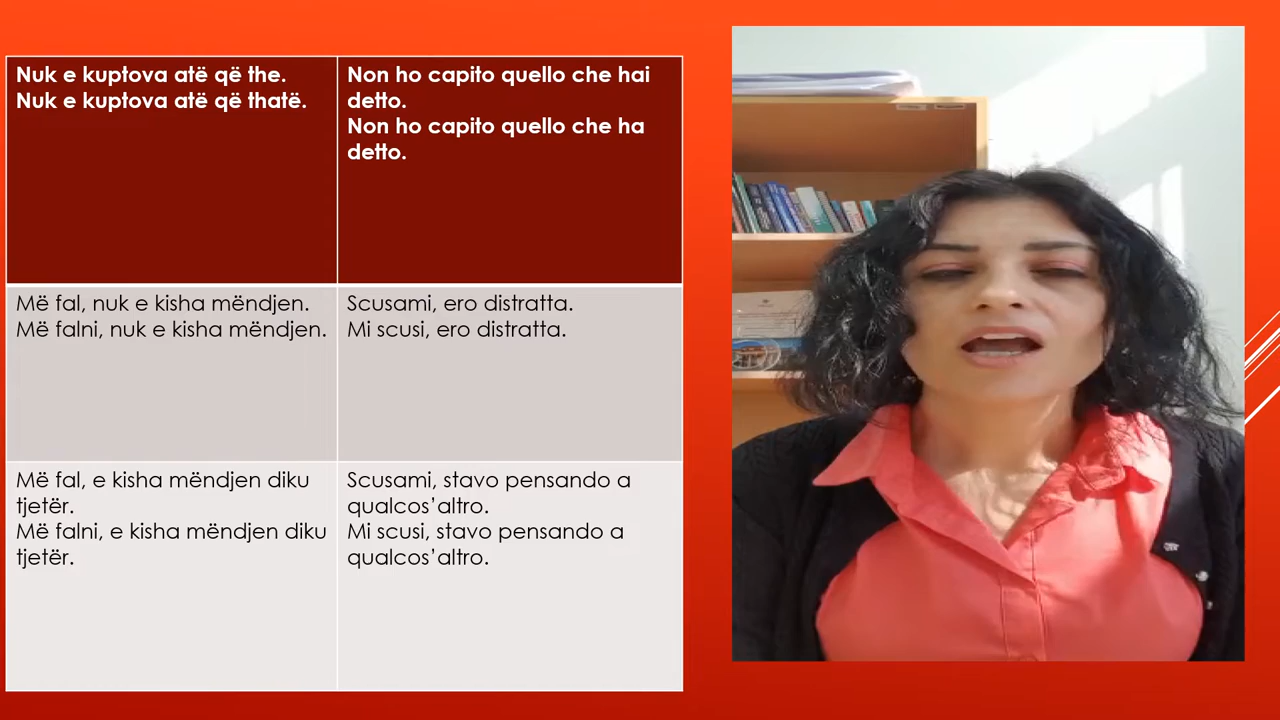 Nuk e kuptova atë që the.
Nuk e kuptova atë që thatë.
Non ho capito quello che hai
detto.
Non ho capito quello che ha
detto.
Më fal, nuk e kisha mëndjen.
Më falni, nuk e kisha mëndjen.
Scusami, ero distratta.
Mi scusi, ero distratta.
Më fal, e kisha mëndjen diku
tjetër.
Më falni, e kisha mëndjen diku
tjetër.
Scusami, stavo pensando a
qualcos’altro.
Mi scusi, stavo pensando a
qualcos’altro.